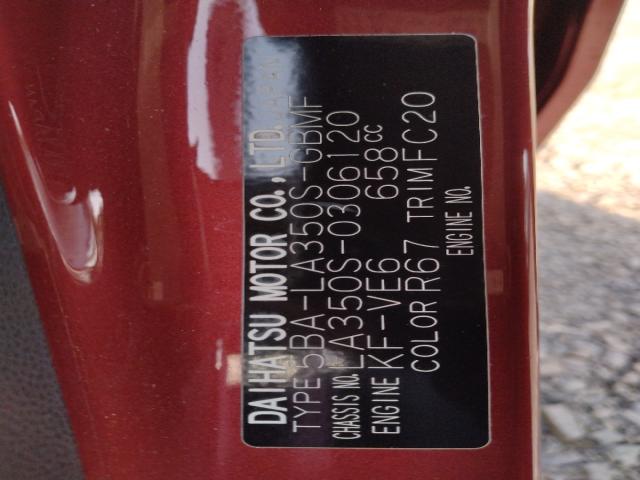 DAIHATSU MOTOR CO., LTD. JAPAN
TYPE 5BA-LA350S-GBMF
CHASSIS NO. LA350S-0306120
ENGINE KF-VE6 658cc
COLOR R67 TRIM FC20
ENGINE NO.